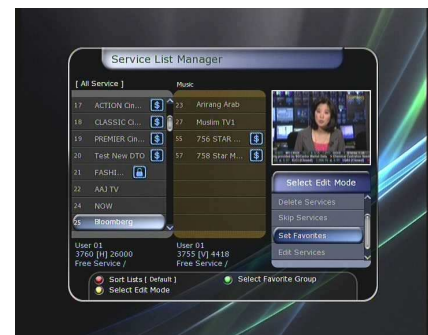 Service List Manager
[ All Service ]
Music
17 ACTION Cin... $
18 CLASSIC Ci... $
19 PREMIER Cin... $
20 Test New DTO $
21 FASHI...
22 AAJ TV
24 NOW
25 Bloomberg
23 Arirang Arab
27 Muslim TV1
55 756 STAR ... $
57 758 Star M... $
Select Edit Mode
Delete Services
Skip Services
Set Favorites
Edit Services
User 01
3760 [H] 26000
Free Service /
User 01
3755 [V] 4418
Free Service /
Sort Lists [ Default ]
Select Favorite Group
Select Edit Mode